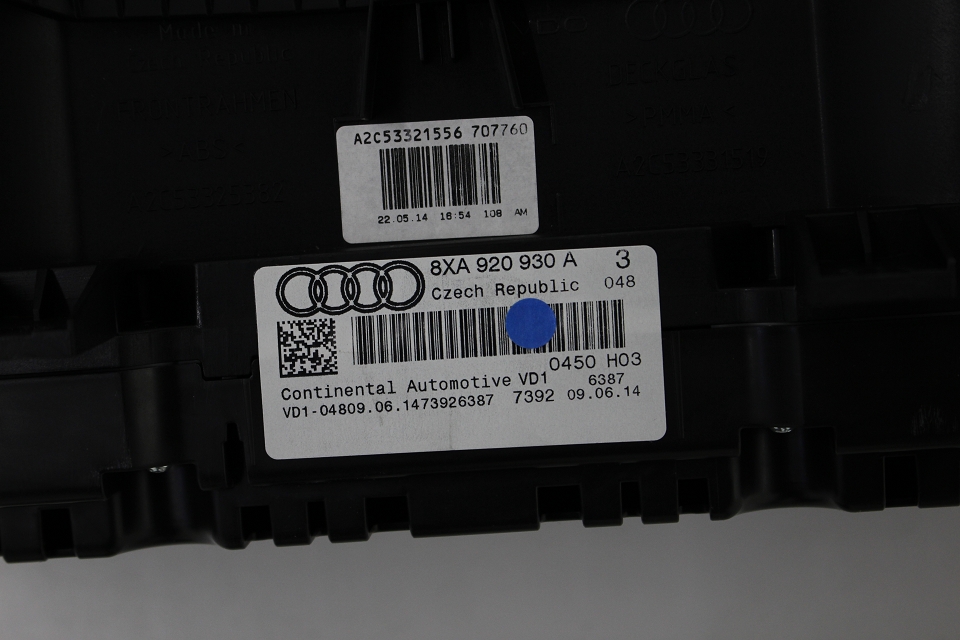 A2C53321556 707760
22.05.14 16:54 108 AM
8XA 920 930 A 3
Czech Republic 048
0450 H03
Continental Automotive VD1 6387
VD1-04809.06.1473926387 7392 09.06.14